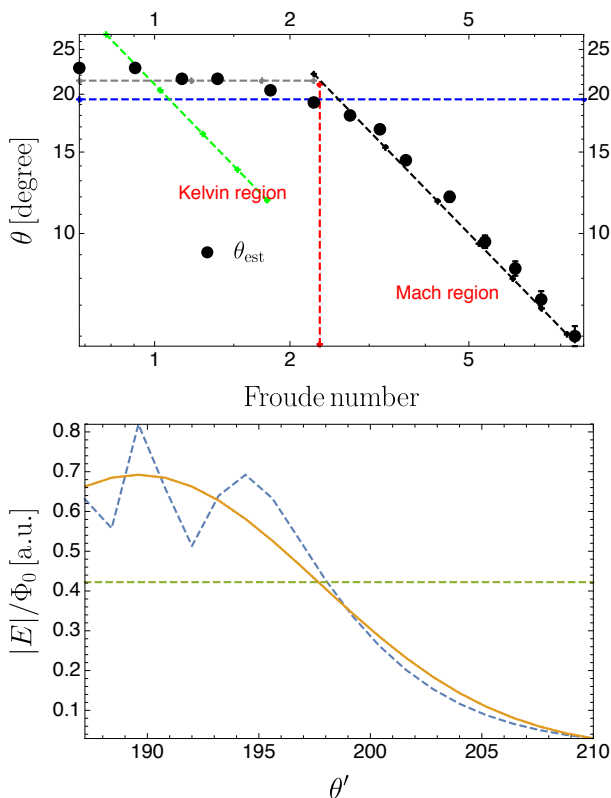 1 2 5
25 25
20 20
15 15
10 10
θ [degree]
Kelvin region
θest
Mach region
1 2 5
Froude number
0.8
0.7
0.6
0.5
0.4
0.3
0.2
0.1
|E|/Φ0 [a.u.]
190 195 200 205 210
θ′